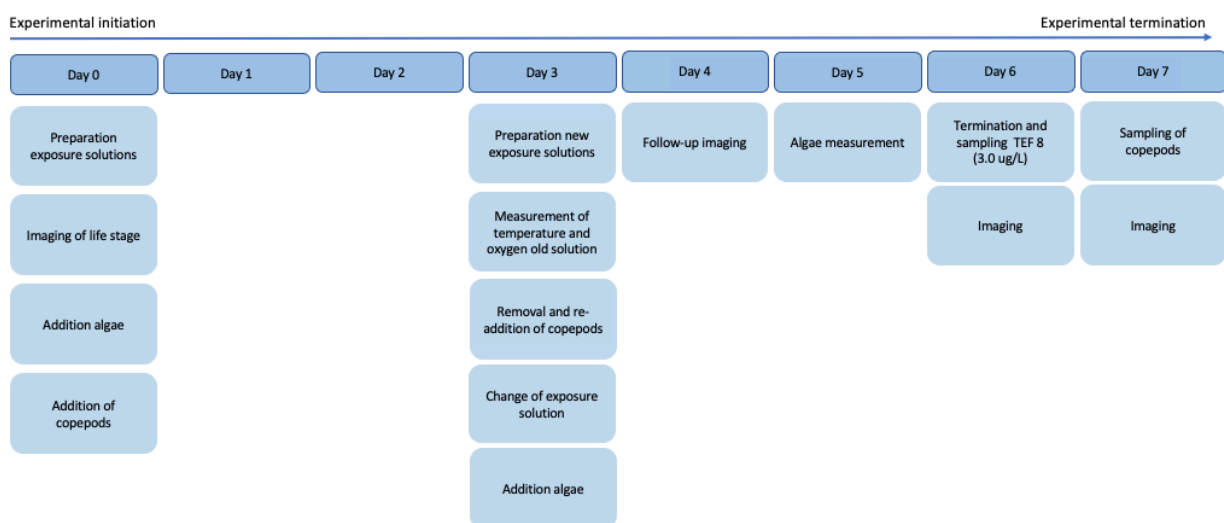 Experimental initiation
Experimental termination
Day 0
Day 1
Day 2
Day 3
Day 4
Day 5
Day 6
Day 7
Preparation
exposure solutions
Imaging of life stage
Addition algae
Addition of
copepods
Preparation new
exposure solutions
Measurement of
temperature and
oxygen old solution
Removal and re-
addition of copepods
Change of exposure
solution
Addition algae
Follow-up imaging
Algae measurement
Termination and
sampling TEF 8
(3.0 ug/L)
Imaging
Sampling of
copepods
Imaging